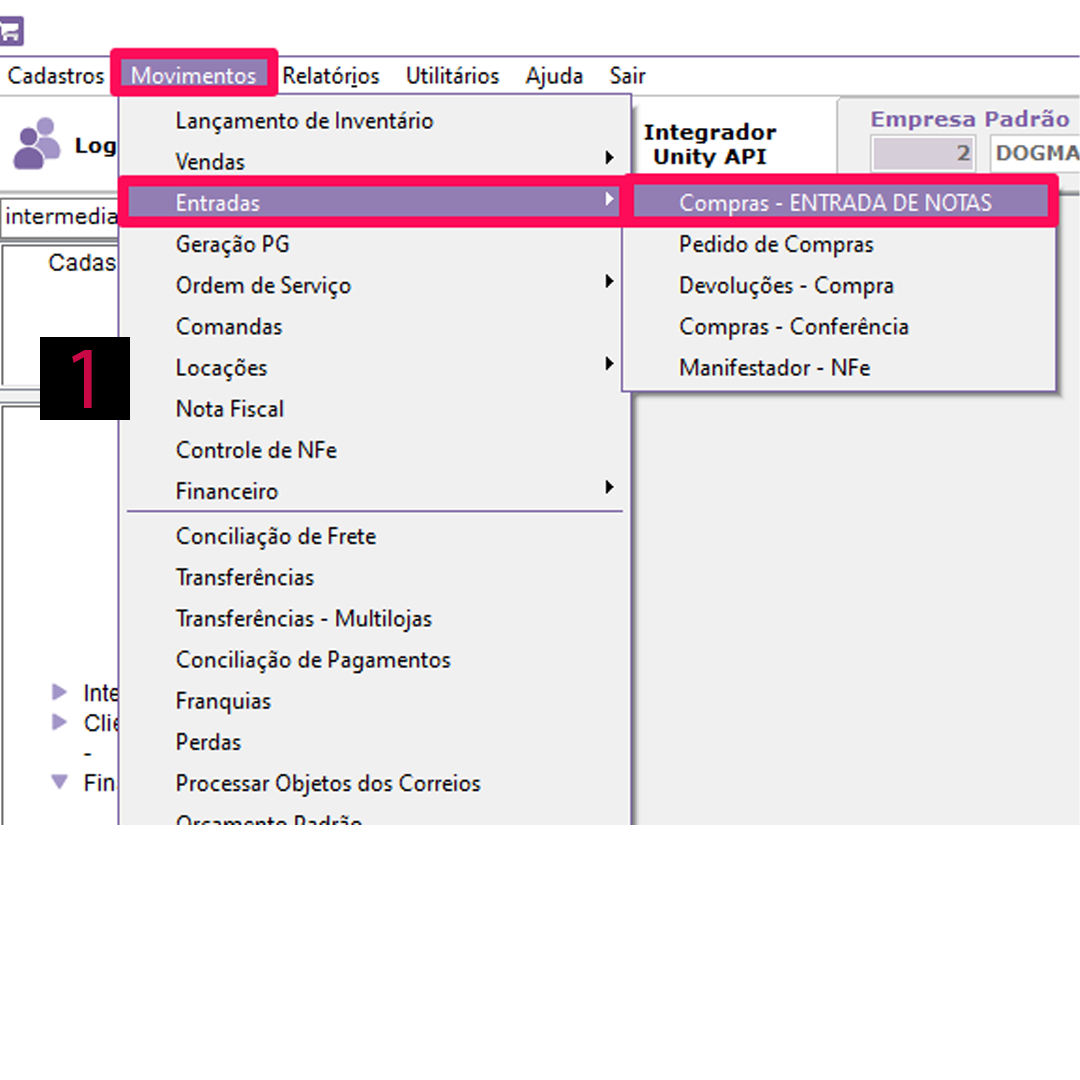 Cadastros Movimentos Relatórios Utilitários Ajuda Sair
Lançamento de Inventário
Vendas
Entradas
Geração PG
Ordem de Serviço
Comandas
Locações
Nota Fiscal
Controle de NFe
Financeiro
Conciliação de Frete
Transferências
Transferências - Multilojas
Conciliação de Pagamentos
Franquias
Perdas
Processar Objetos dos Correios
Orçamento Padrão
Compras - ENTRADA DE NOTAS
Pedido de Compras
Devoluções - Compra
Compras - Conferência
Manifestador - NFe
Integrador
Unity API
Empresa Padrão
2 DOGMA
Log
intermedia
Cadas
1
Inte
Clie
-
Fin